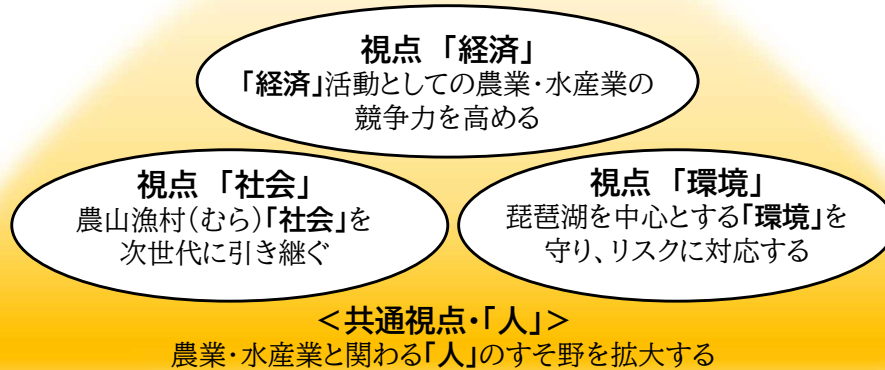 視点 「経済」
「経済」活動としての農業・水産業の
競争力を高める
視点 「社会」
農山漁村(むら)「社会」を
次世代に引き継ぐ
視点 「環境」
琵琶湖を中心とする「環境」を
守り、リスクに対応する
＜共通視点・「人」＞
農業・水産業と関わる「人」のすそ野を拡大する